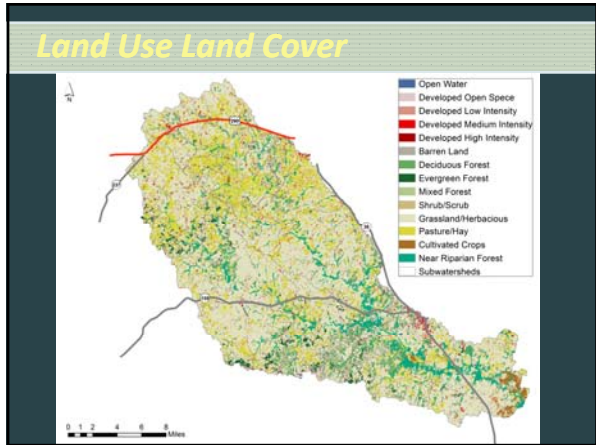 Land Use Land Cover
N
Open Water
Developed Open Spece
Developed Low Intensity
Developed Medium Intensity
Developed High Intensity
Barren Land
Deciduous Forest
Evergreen Forest
Mixed Forest
Shrub/Scrub
Grassland/Herbacious
Pasture/Hay
Cultivated Crops
Near Riparian Forest
Subwatersheds
290
36
0 1 2 4 6 8
Miles